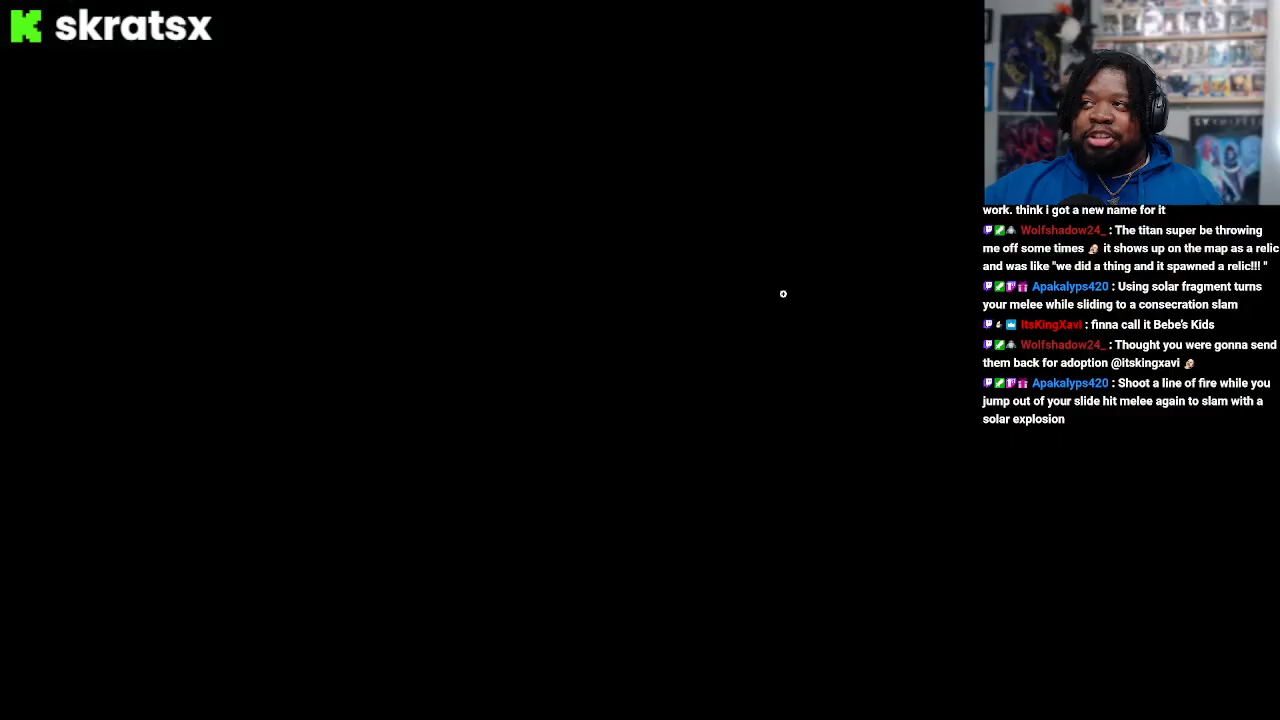 skratsx
work. think i got a new name for it
Wolfshadow24_ : The titan super be throwing
me off some times it shows up on the map as a relic
and was like "we did a thing and it spawned a relic!!! "
Apakalyps420 : Using solar fragment turns
your melee while sliding to a consecration slam
ItsKingXavi : finna call it Bebe's Kids
Wolfshadow24_ : Thought you were gonna send
them back for adoption @itskingxavi
Apakalyps420 : Shoot a line of fire while you
jump out of your slide hit melee again to slam with a
solar explosion